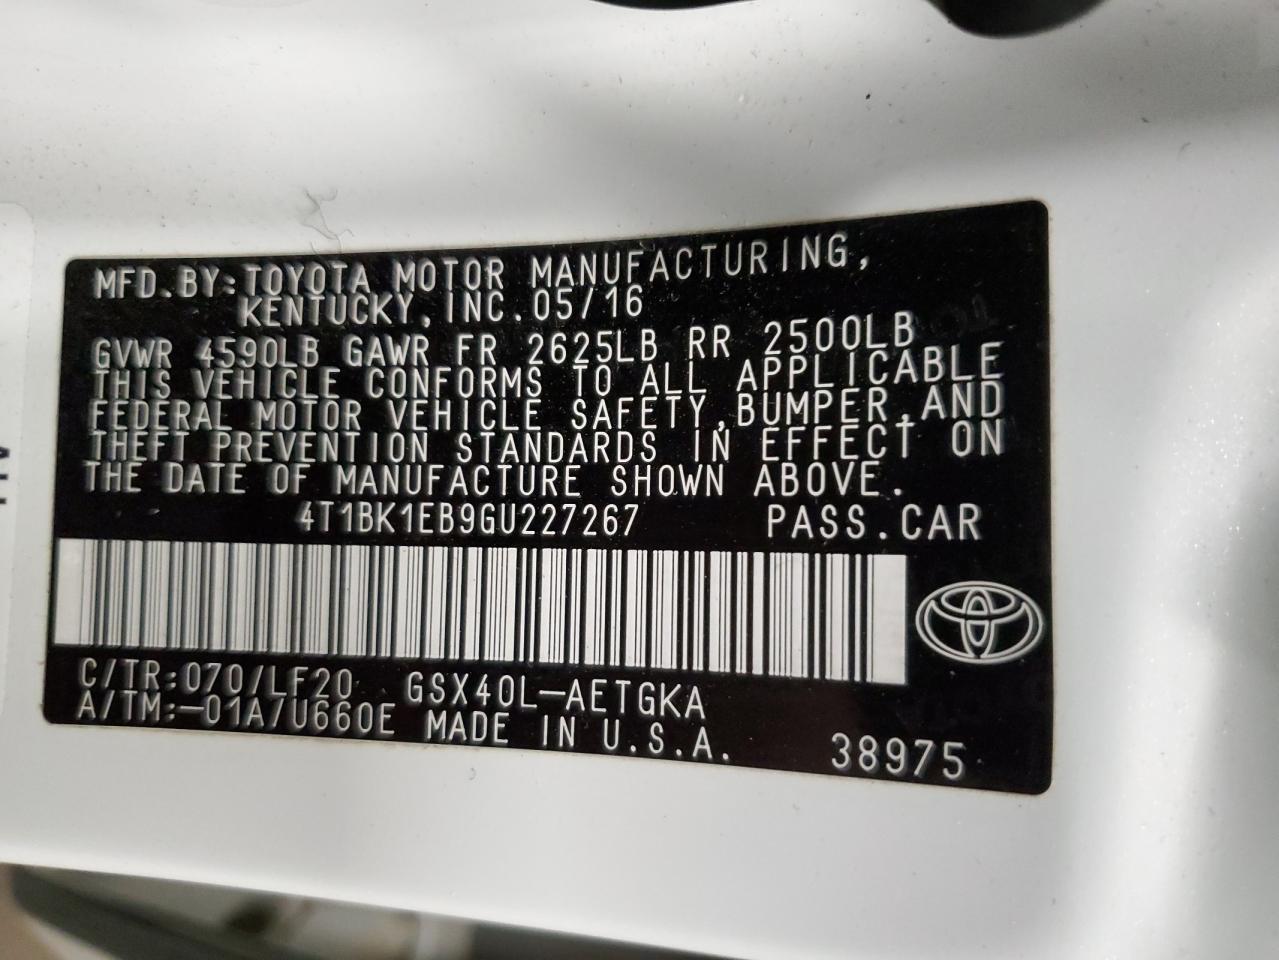 MFD.BY:TOYOTA MOTOR MANUFACTURING,
KENTUCKY, INC.05/16
GVWR 4590LB GAWR FR 2625LB RR 2500LB
THIS VEHICLE CONFORMS TO ALL APPLICABLE
FEDERAL MOTOR VEHICLE SAFETY,BUMPER,AND
THEFT PREVENTION STANDARDS IN EFFECT ON
THE DATE OF MANUFACTURE SHOWN ABOVE.
4T1BK1EB9GU227267 PASS.CAR
C/TR:070/LF20 GSX40L-AETGKA
A/TM:-01A/U660E MADE IN U.S.A. 38975